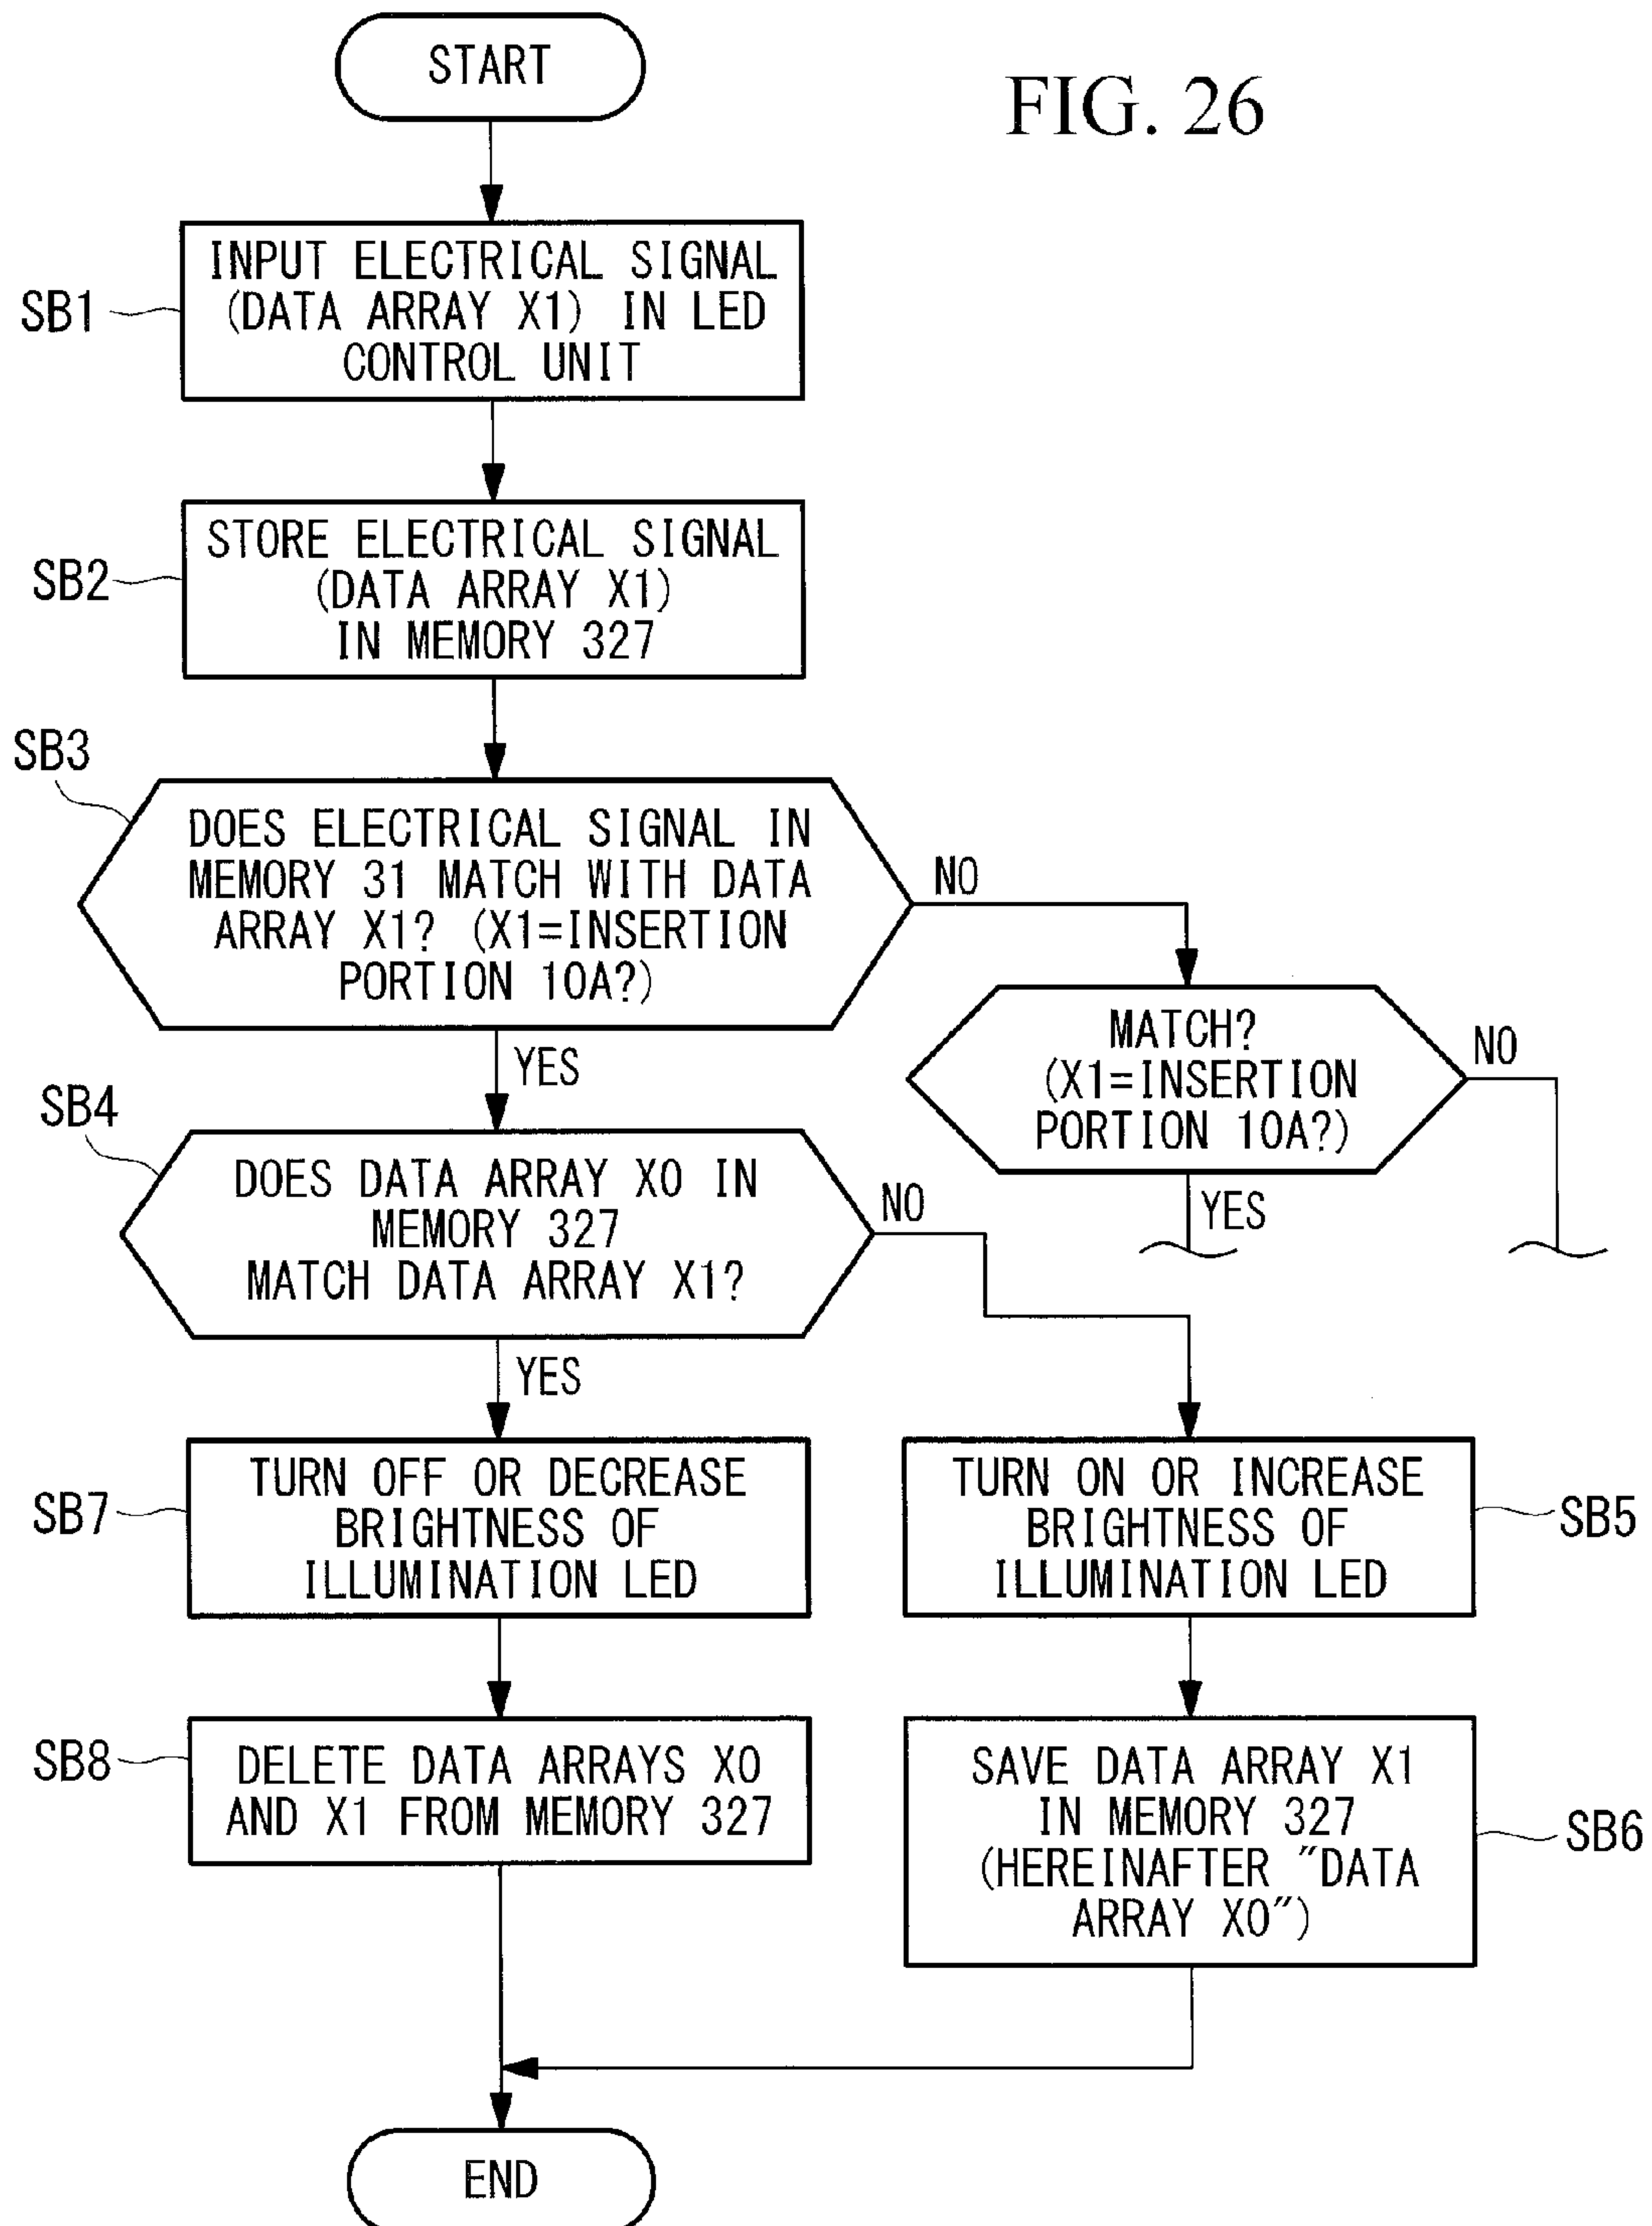 START
FIG. 26
SB1
INPUT ELECTRICAL SIGNAL
(DATA ARRAY X1) IN LED
CONTROL UNIT
SB2
STORE ELECTRICAL SIGNAL
(DATA ARRAY X1)
IN MEMORY 327
SB3
DOES ELECTRICAL SIGNAL IN
MEMORY 31 MATCH WITH DATA
ARRAY X1? (X1=INSERTION
PORTION 10A?)
NO
YES
MATCH?
(X1=INSERTION
PORTION 10A?)
NO
YES
SB4
DOES DATA ARRAY X0 IN
MEMORY 327
MATCH DATA ARRAY X1?
NO
YES
SB7
TURN OFF OR DECREASE
BRIGHTNESS OF
ILLUMINATION LED
TURN ON OR INCREASE
BRIGHTNESS OF
ILLUMINATION LED
SB5
SB8
DELETE DATA ARRAYS X0
AND X1 FROM MEMORY 327
SAVE DATA ARRAY X1
IN MEMORY 327
(HEREINAFTER "DATA
ARRAY X0")
SB6
END